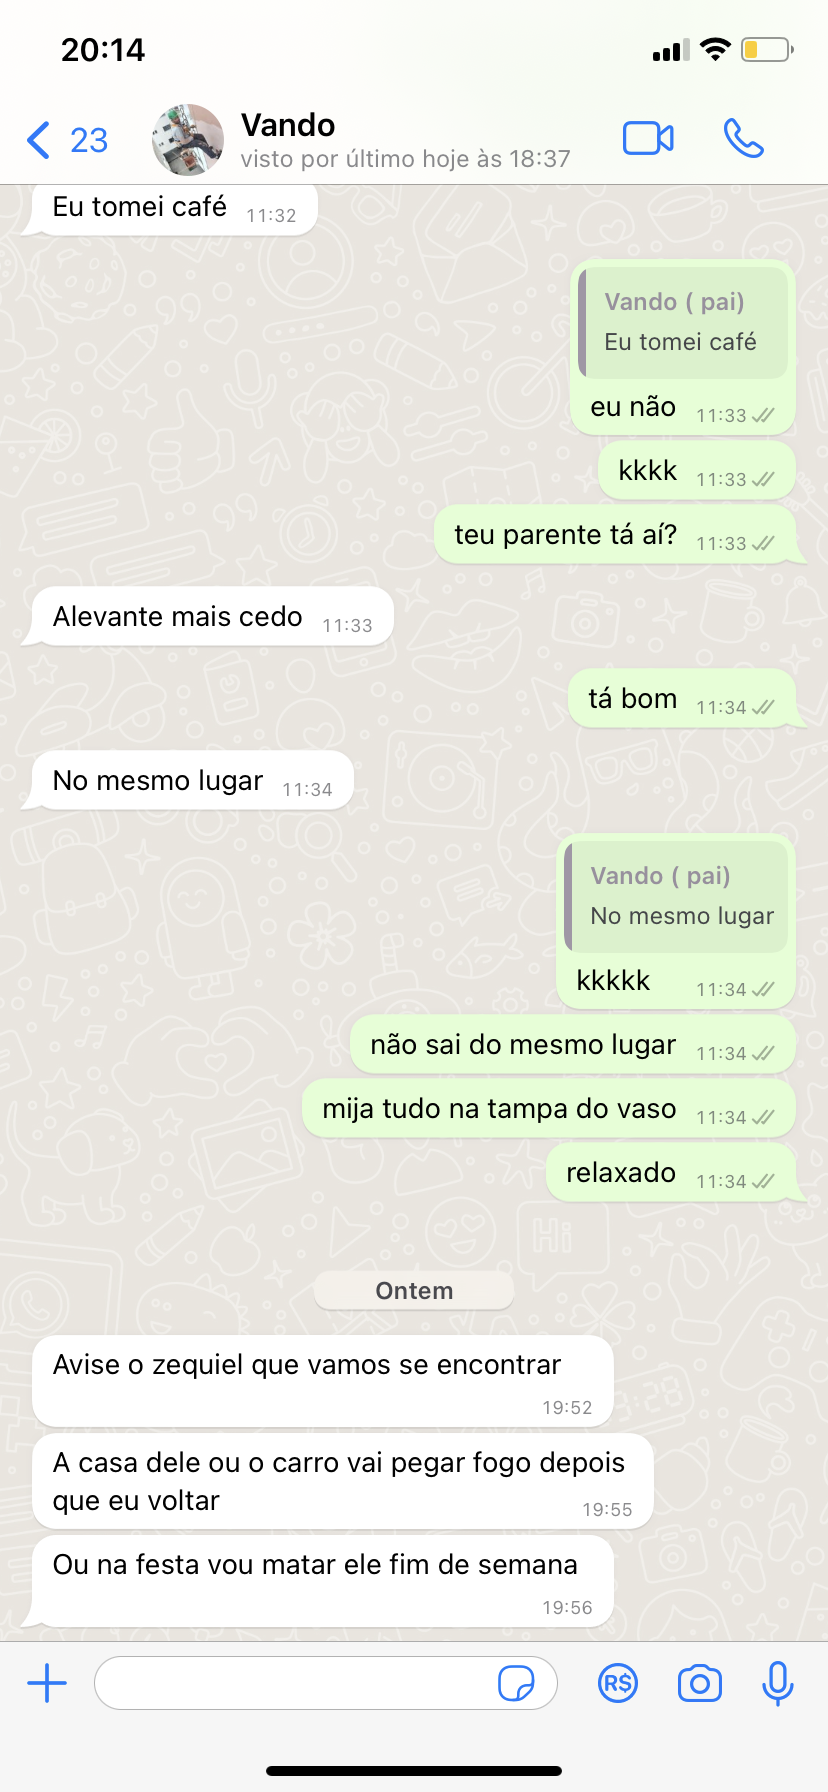 20:14
23
Vando
visto por último hoje às 18:37
Eu tomei café 11:32
Vando ( pai)
Eu tomei café
eu não 11:33
kkkk 11:33
teu parente tá aí? 11:33
Alevante mais cedo 11:33
tá bom 11:34
No mesmo lugar 11:34
Vando ( pai)
No mesmo lugar
kkkkk 11:34
não sai do mesmo lugar 11:34
mija tudo na tampa do vaso 11:34
relaxado 11:34
Ontem
Avise o zequiel que vamos se encontrar
19:52
A casa dele ou o carro vai pegar fogo depois
que eu voltar 19:55
Ou na festa vou matar ele fim de semana
19:56
R$